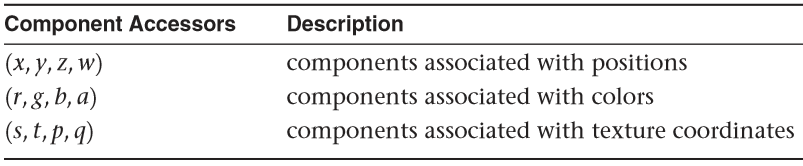 Component Accessors Description
(x, y, z, w) components associated with positions
(r, g, b, a) components associated with colors
(s, t, p, q) components associated with texture coordinates